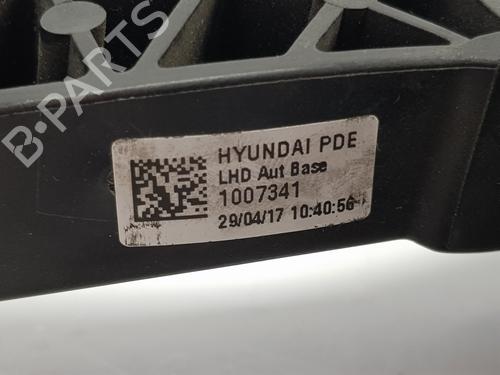 B-PARTS
HYUNDAI PDE
LHD Aut Base
1007341
29/04/17 10:40:56